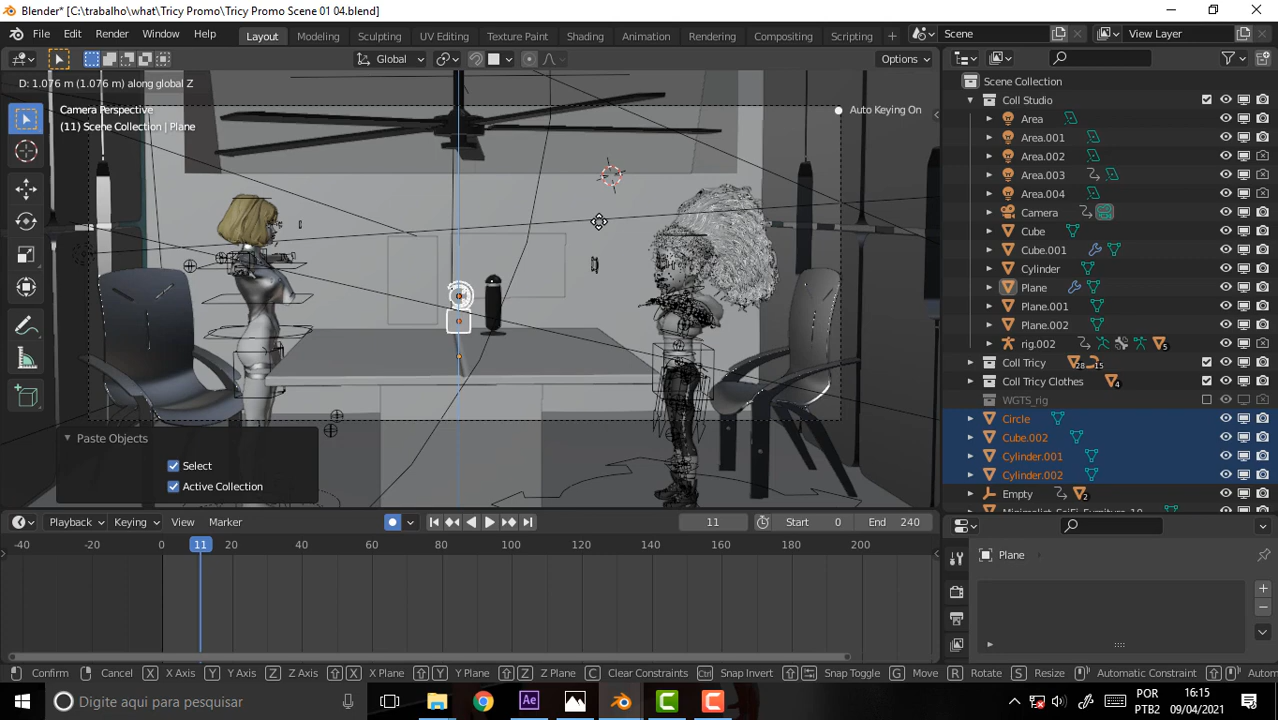 Blender* [C:\trabalho\what\Tricy Promo\Tricy Promo Scene 01 04.blend]
File Edit Render Window Help Layout Modeling Sculpting UV Editing Texture Paint Shading Animation Rendering Compositing Scripting + Scene View Layer
Global Options
D: 1.076 m (1.076 m) along global Z
Camera Perspective
(11) Scene Collection | Plane
Auto Keying On
Scene Collection
Coll Studio
Area
Area.001
Area.002
Area.003
Area.004
Camera
Cube
Cube.001
Cylinder
Plane
Plane.001
Plane.002
rig.002 5
Coll Tricy 28 15
Coll Tricy Clothes 4
WGTS_rig
Circle
Cube.002
Cylinder.001
Cylinder.002
Empty 2
Paste Objects
Select
Active Collection
Playback Keying View Marker 11 Start 0 End 240
-40 -20 0 11 20 40 60 80 100 120 140 160 180 200
Plane
Confirm Cancel X X Axis Y Y Axis Z Z Axis X X Plane Y Y Plane Z Z Plane C Clear Constraints Ctrl Snap Invert Snap Toggle G Move R Rotate S Resize Automatic Constraint Automat
Digite aqui para pesquisar
Ae
POR
PTB2
16:15
09/04/2021